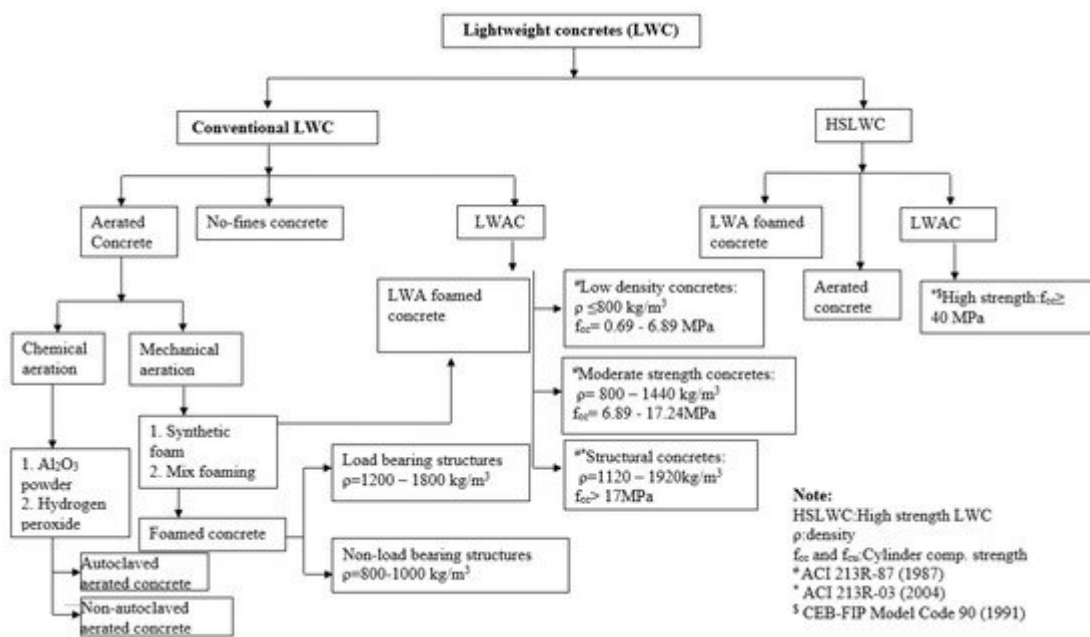 Lightweight concretes (LWC)
Conventional LWC
HSLWC
Aerated
Concrete
No-fines concrete
LWAC
LWA foamed
concrete
Aerated
concrete
LWAC
*$High strength:fcc≥
40 MPa
LWA foamed
concrete
#Low density concretes:
ρ ≤800 kg/m³
fcc= 0.69 - 6.89 MPa
#Moderate strength concretes:
ρ= 800 – 1440 kg/m³
fcc= 6.89 - 17.24MPa
#*Structural concretes:
ρ=1120 – 1920kg/m³
fcc> 17MPa
Chemical
aeration
Mechanical
aeration
1. Al₂O₃
powder
2. Hydrogen
peroxide
1. Synthetic
foam
2. Mix foaming
Foamed concrete
Load bearing structures
ρ=1200 – 1800 kg/m³
Non-load bearing structures
ρ=800-1000 kg/m³
Autoclaved
aerated concrete
Non-autoclaved
aerated concrete
Note:
HSLWC:High strength LWC
ρ:density
fcc and fcu:Cylinder comp. strength
# ACI 213R-87 (1987)
* ACI 213R-03 (2004)
$ CEB-FIP Model Code 90 (1991)